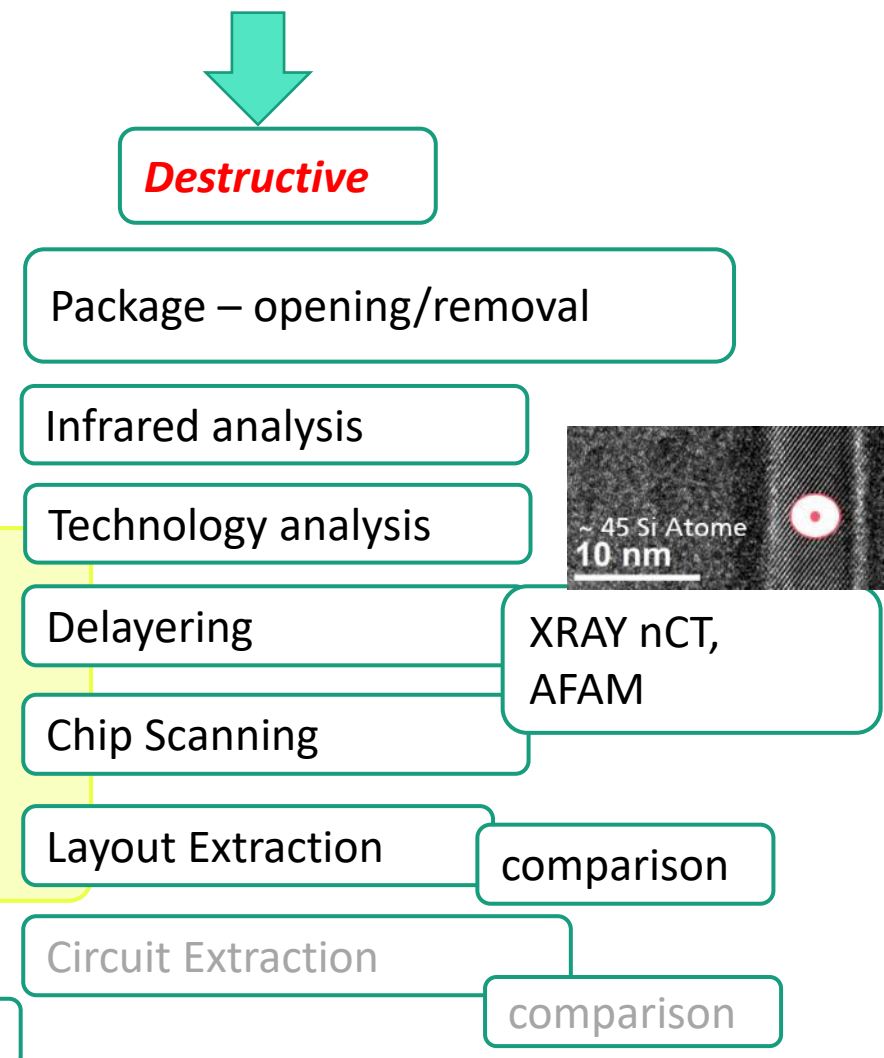 Destructive
Package – opening/removal
Infrared analysis
Technology analysis
~ 45 Si Atome
10 nm
Delayering
XRAY nCT,
AFAM
Chip Scanning
Layout Extraction
comparison
Circuit Extraction
comparison